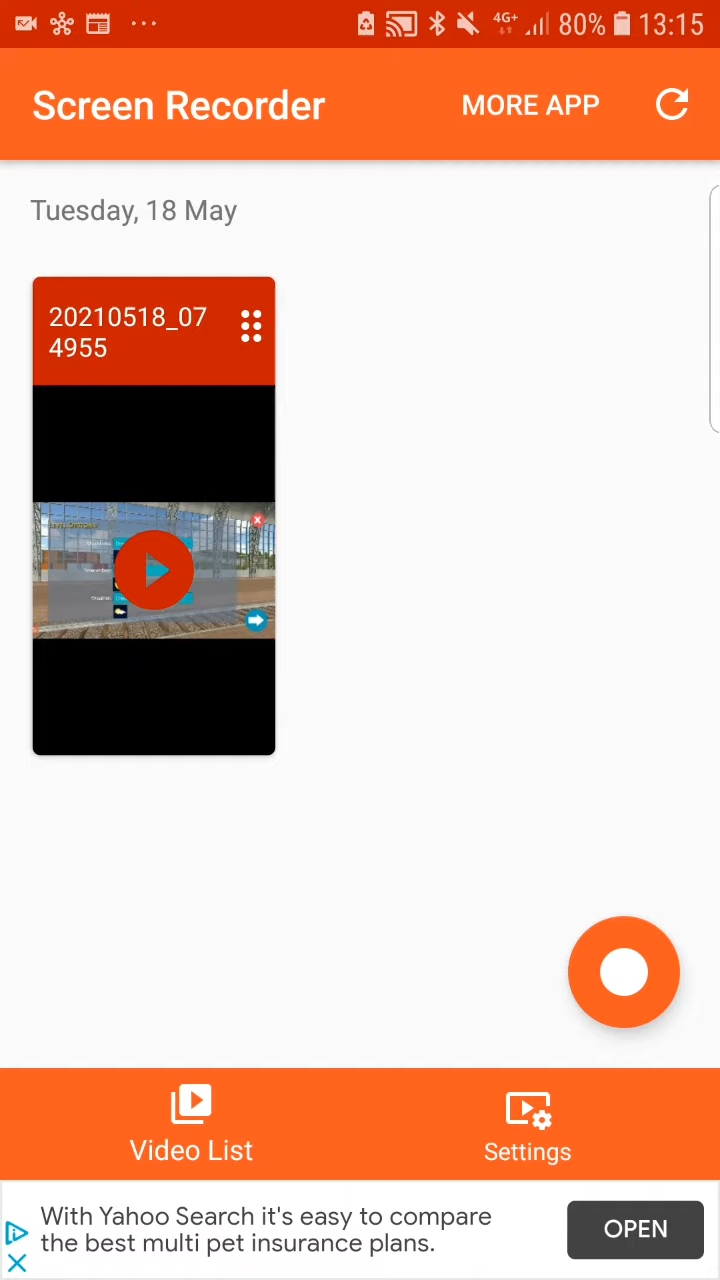 4G+ 80% 13:15
Screen Recorder MORE APP
Tuesday, 18 May
20210518_07
4955
Video List Settings
With Yahoo Search it's easy to compare
the best multi pet insurance plans.
OPEN